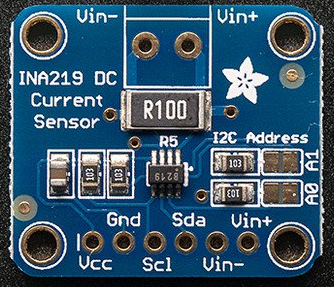 Vin- Vin+
INA219 DC
Current
Sensor
R100
R5
I2C Address
103 103
219
103
A1
103
A0
Gnd Sda Vin+
Vcc Scl Vin-